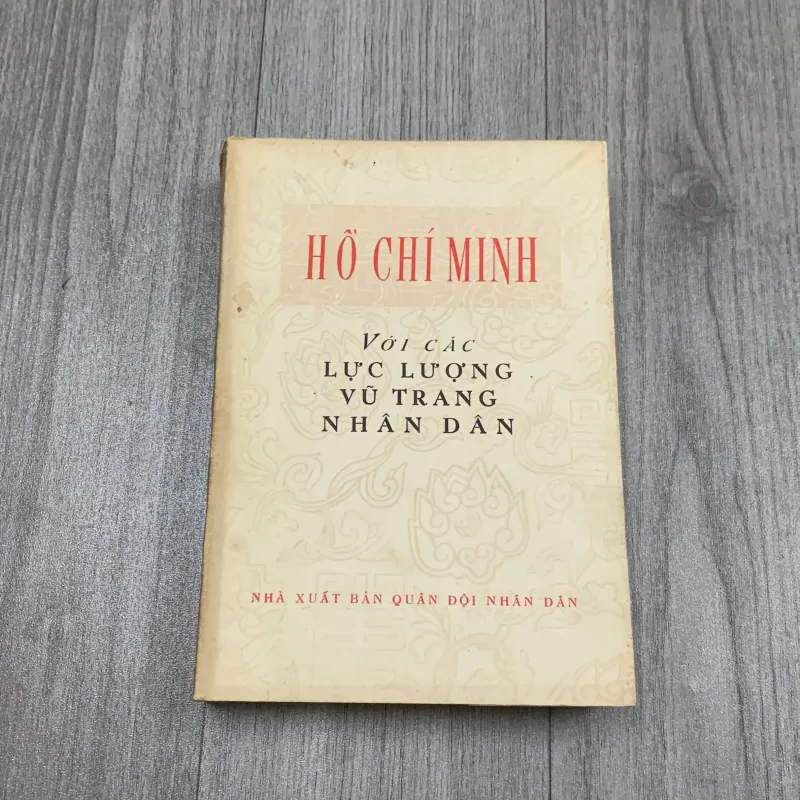 HỒ CHÍ MINH
VỚI CÁC
LỰC LƯỢNG
VŨ TRANG
NHÂN DÂN
NHÀ XUẤT BẢN QUÂN ĐỘI NHÂN DÂN